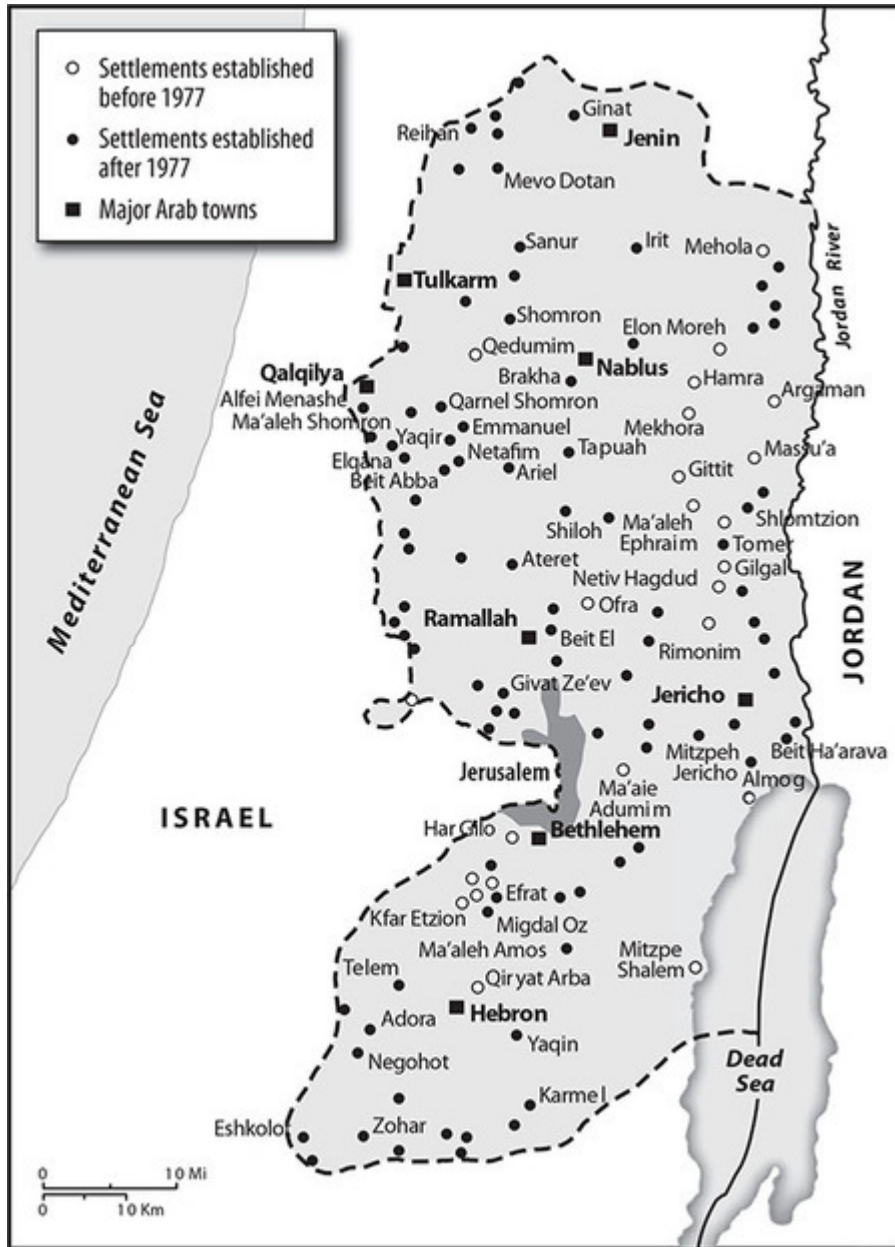 Settlements established
before 1977
Settlements established
after 1977
Major Arab towns
Ginat
Reihan
Jenin
Mevo Dotan
Sanur
Irit
Mehola
Jordan River
Tulkarm
Shomron
Elon Moreh
Qedumim
Nablus
Qalqilya
Brakha
Hamra
Argaman
Alfei Menashe
Qarnel Shomron
Ma'aleh Shomron
Mekhora
Emmanuel
Yaqir
Tapuah
Massu'a
Netafim
Elqana
Gittit
Ariel
Beit Abba
Mediterranean Sea
Shiloh
Ma'aleh
Ephraim
Shlomtzion
Tomer
Ateret
Gilgal
Netiv Hagdud
JORDAN
Ofra
Ramallah
Beit El
Rimonim
Givat Ze'ev
Jericho
Mitzpeh
Jericho
Beit Ha'arava
Jerusalem
Almog
Ma'aie
Adumim
ISRAEL
Har Gilo
Bethlehem
Efrat
Kfar Etzion
Migdal Oz
Ma'aleh Amos
Mitzpe
Shalem
Telem
Qiryat Arba
Hebron
Adora
Yaqin
Negohot
Dead
Sea
Karmel
Eshkolot
Zohar
0 10 Mi
0 10 Km